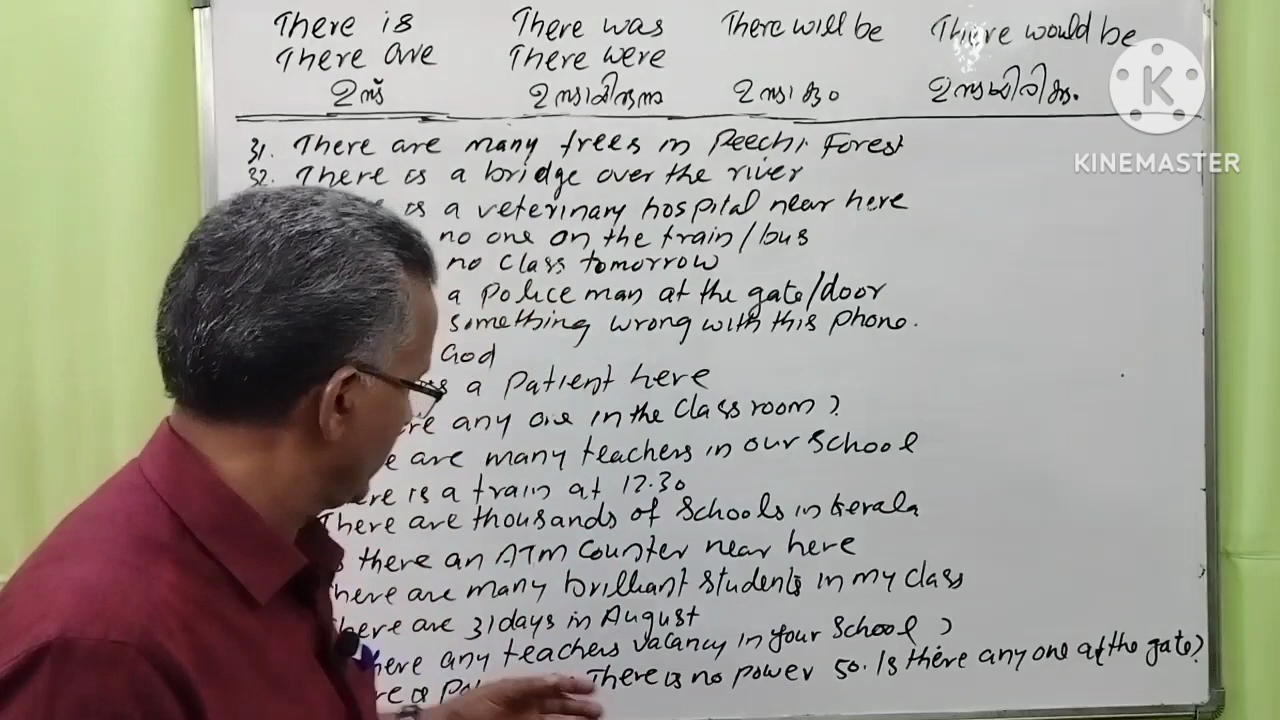 There is There was There will be There would be
There are There were
ഉണ്ട് ഉണ്ടായിരുന്നു ഉണ്ടാകും ഉണ്ടായിരിക്കും.
31. There are many trees in Peechi Forest
32. There is a bridge over the river
is a veterinary hospital near here
no one on the train/bus
no class tomorrow
a Police man at the gate/door
something wrong with this phone.
God
a Patient here
any one in the Class room?
are many teachers in our School
ere is a train at 12.30
There are thousands of Schools in Kerala
there an ATM Counter near here
here are many brilliant students in my class
here are 31 days in August
here any teachers vacancy in your School ?
There is no power 50. Is there any one at the gate?
K
KINEMASTER